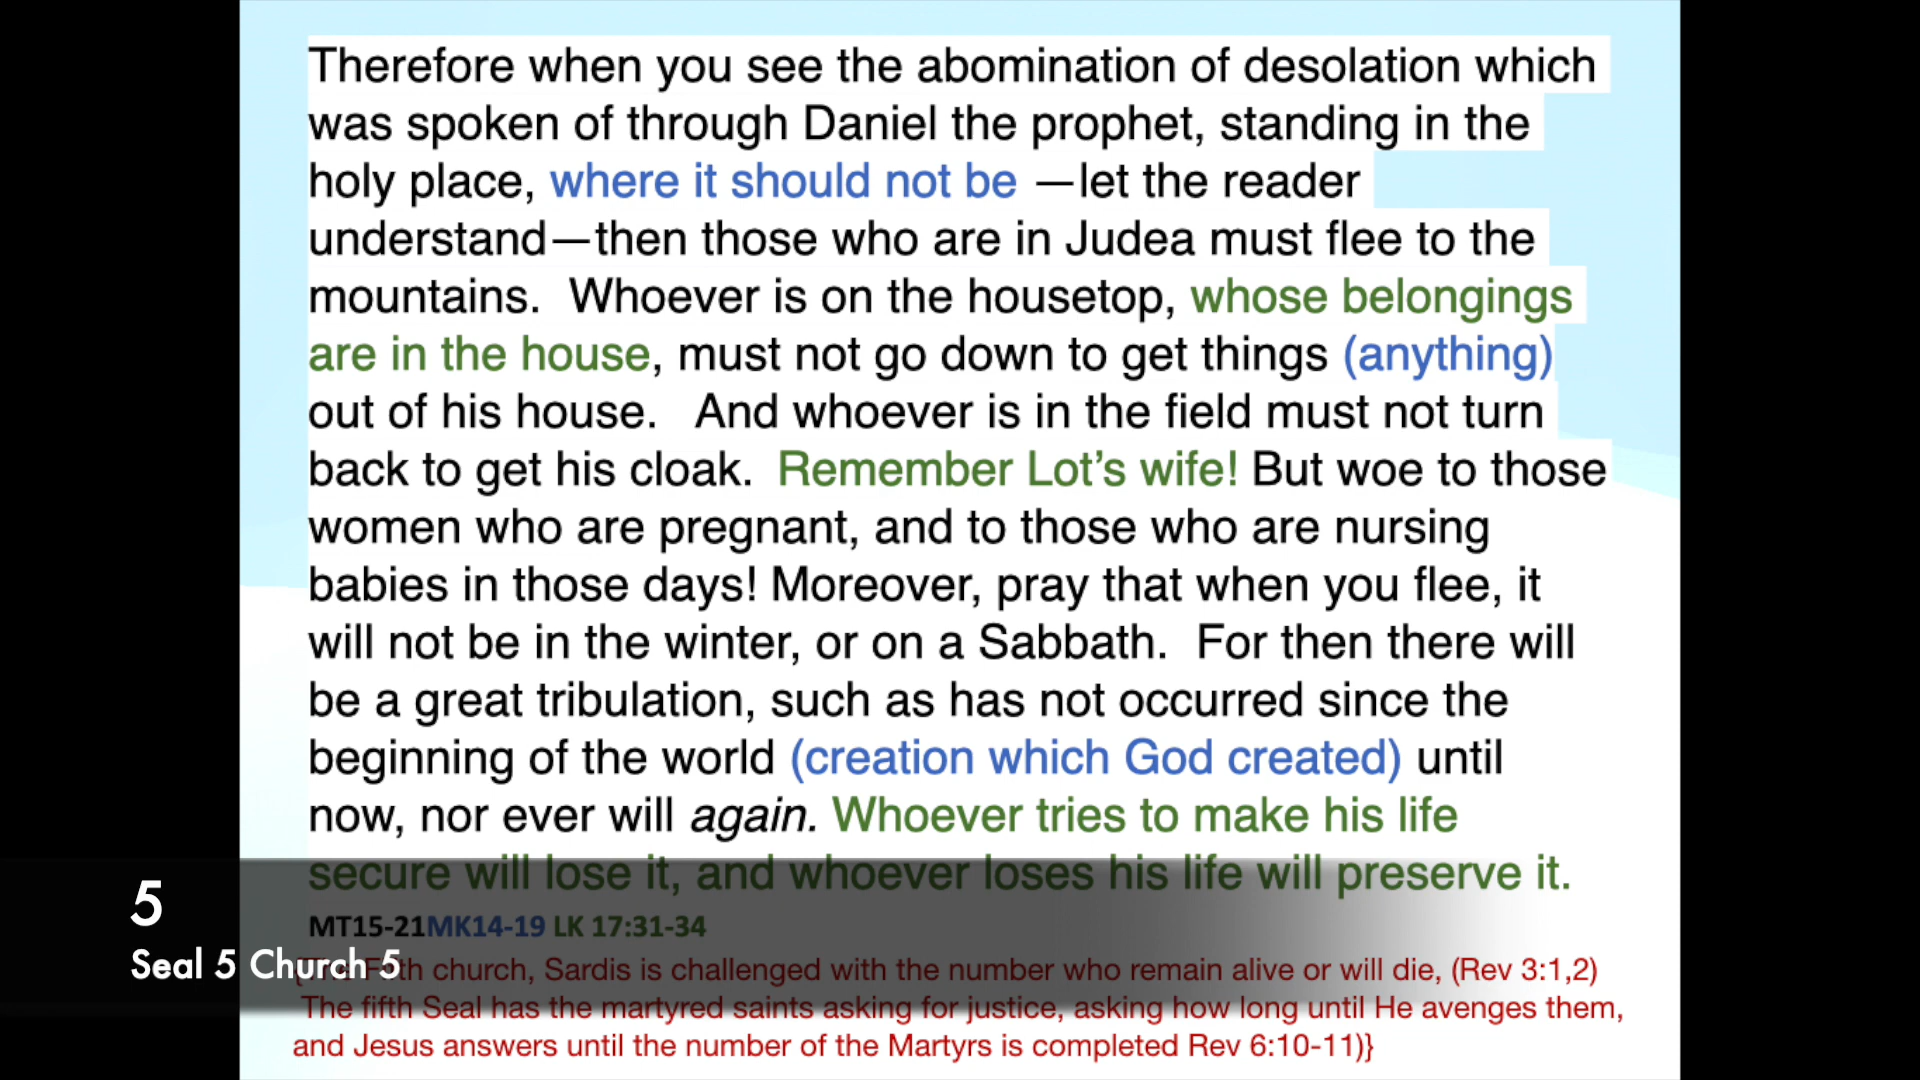 Therefore when you see the abomination of desolation which
was spoken of through Daniel the prophet, standing in the
holy place, where it should not be —let the reader
understand—then those who are in Judea must flee to the
mountains.  Whoever is on the housetop, whose belongings
are in the house, must not go down to get things (anything)
out of his house.   And whoever is in the field must not turn
back to get his cloak.  Remember Lot’s wife! But woe to those
women who are pregnant, and to those who are nursing
babies in those days! Moreover, pray that when you flee, it
will not be in the winter, or on a Sabbath.  For then there will
be a great tribulation, such as has not occurred since the
beginning of the world (creation which God created) until
now, nor ever will again. Whoever tries to make his life
secure will lose it, and whoever loses his life will preserve it.
MT15-21MK14-19 LK 17:31-34
5
Seal 5 Church 5
church, Sardis is challenged with the number who remain alive or will die, (Rev 3:1,2)
The fifth Seal has the martyred saints asking for justice, asking how long until He avenges them,
and Jesus answers until the number of the Martyrs is completed Rev 6:10-11)}